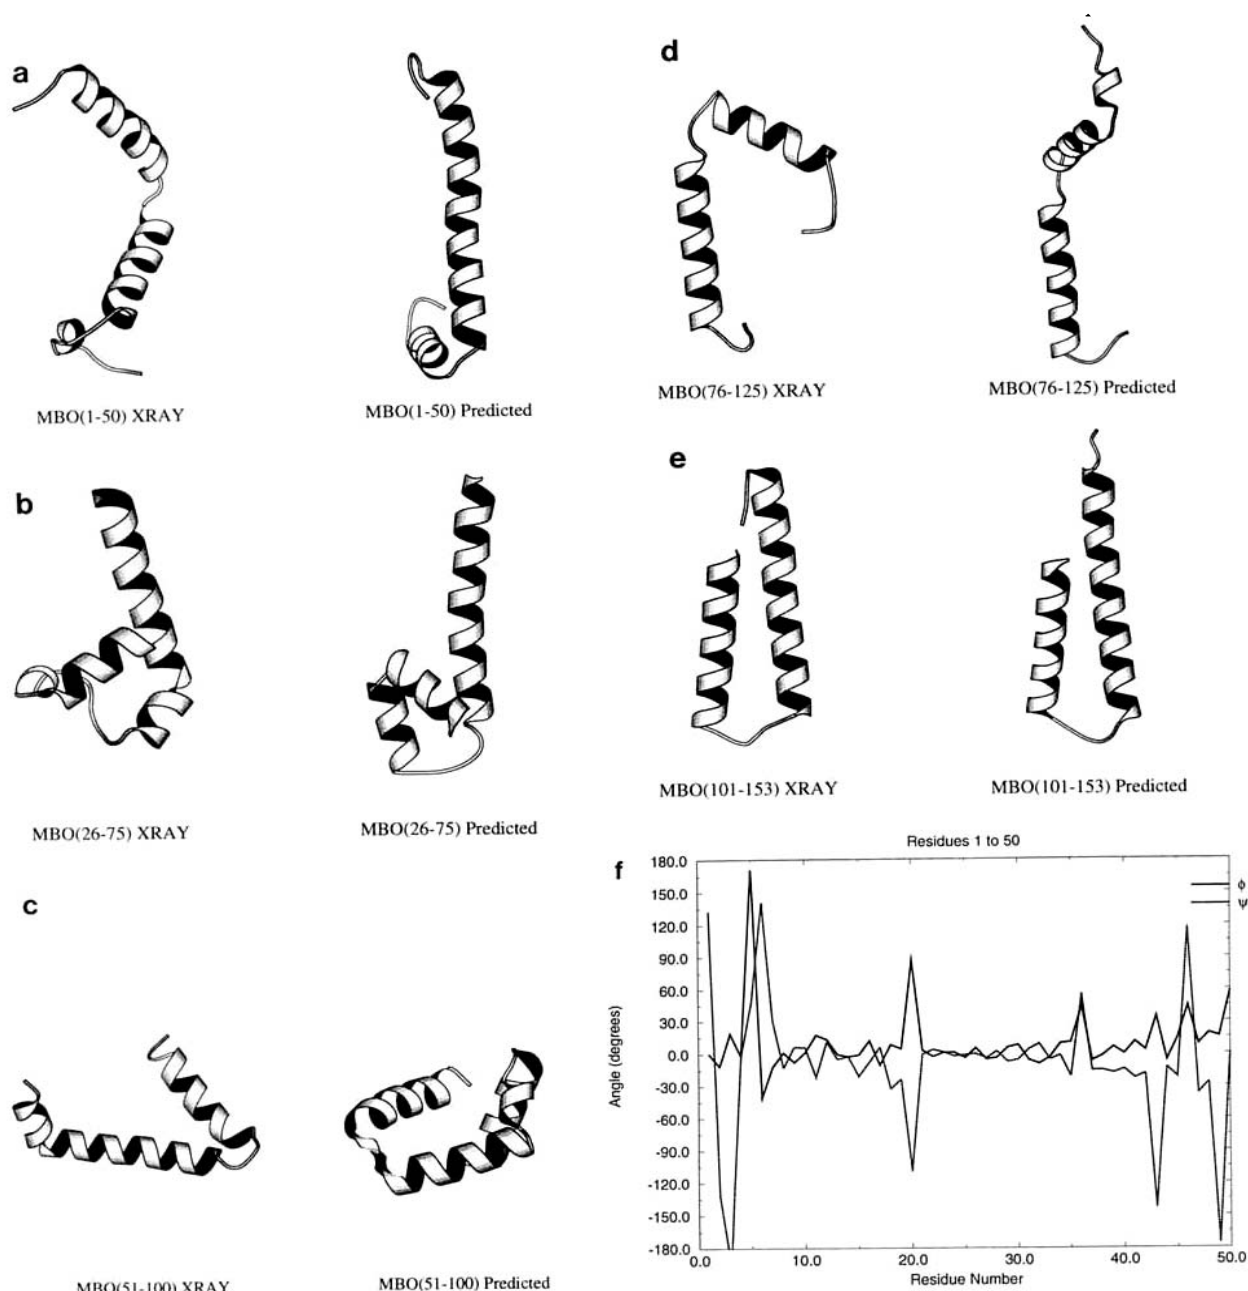 a
MBO(1-50) XRAY
MBO(1-50) Predicted
b
MBO(26-75) XRAY
MBO(26-75) Predicted
c
MBO(51-100) XRAY
MBO(51-100) Predicted
d
MBO(76-125) XRAY
MBO(76-125) Predicted
e
MBO(101-153) XRAY
MBO(101-153) Predicted
f
Residues 1 to 50
180.0
150.0
120.0
90.0
60.0
30.0
0.0
-30.0
-60.0
-90.0
-120.0
-150.0
-180.0
Angle (degrees)
ϕ
ψ
0.0 10.0 20.0 30.0 40.0 50.0
Residue Number